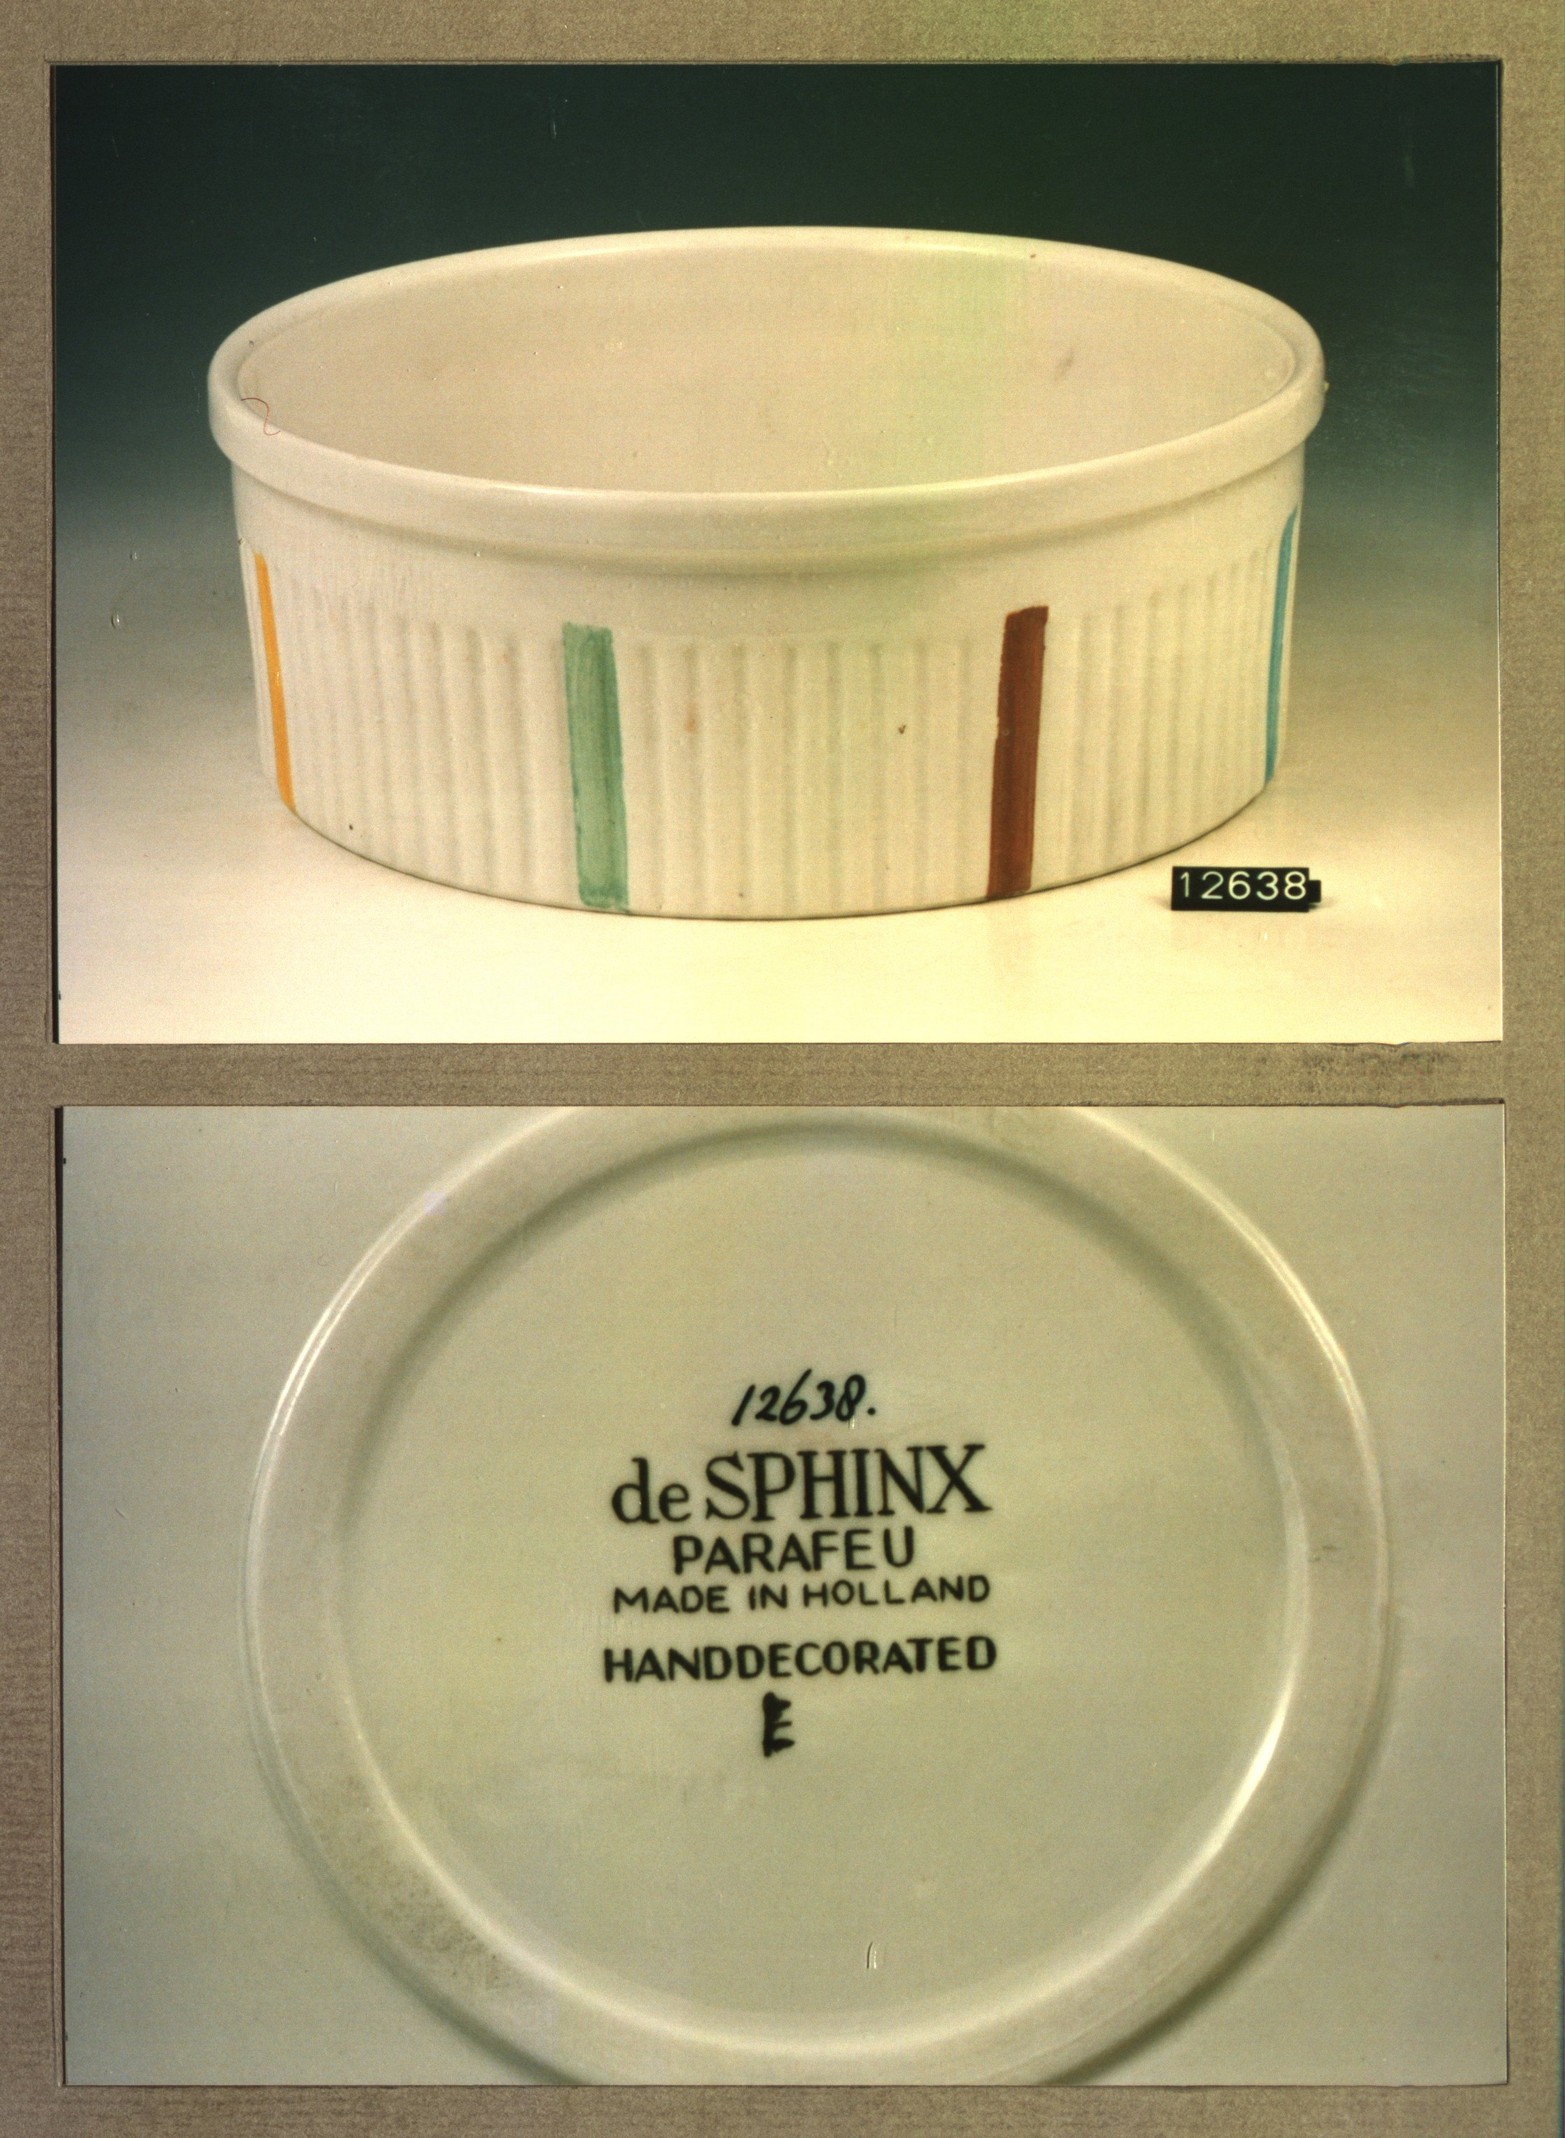 12638
12638.
de SPHINX
PARAFEU
MADE IN HOLLAND
HANDDECORATED
E